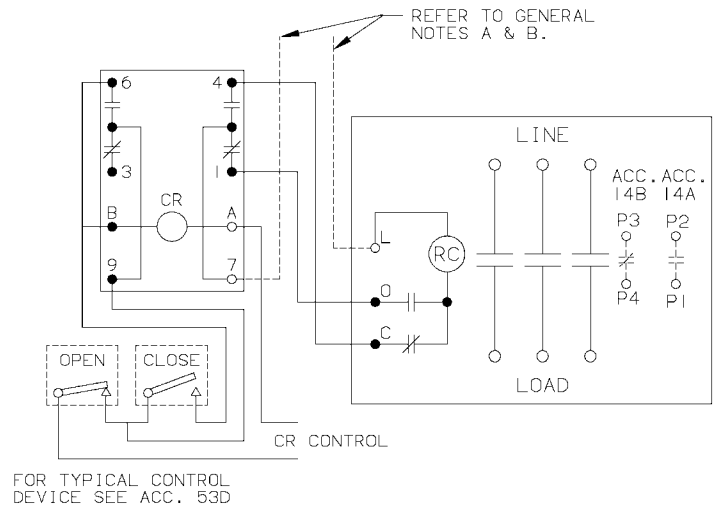 REFER TO GENERAL
NOTES A & B.
6 4
3 1
CR
B A
9 7
LINE
ACC. ACC.
14B 14A
P3 P2
L
RC
P4 P1
O
C
LOAD
OPEN CLOSE
CR CONTROL
FOR TYPICAL CONTROL
DEVICE SEE ACC. 53D